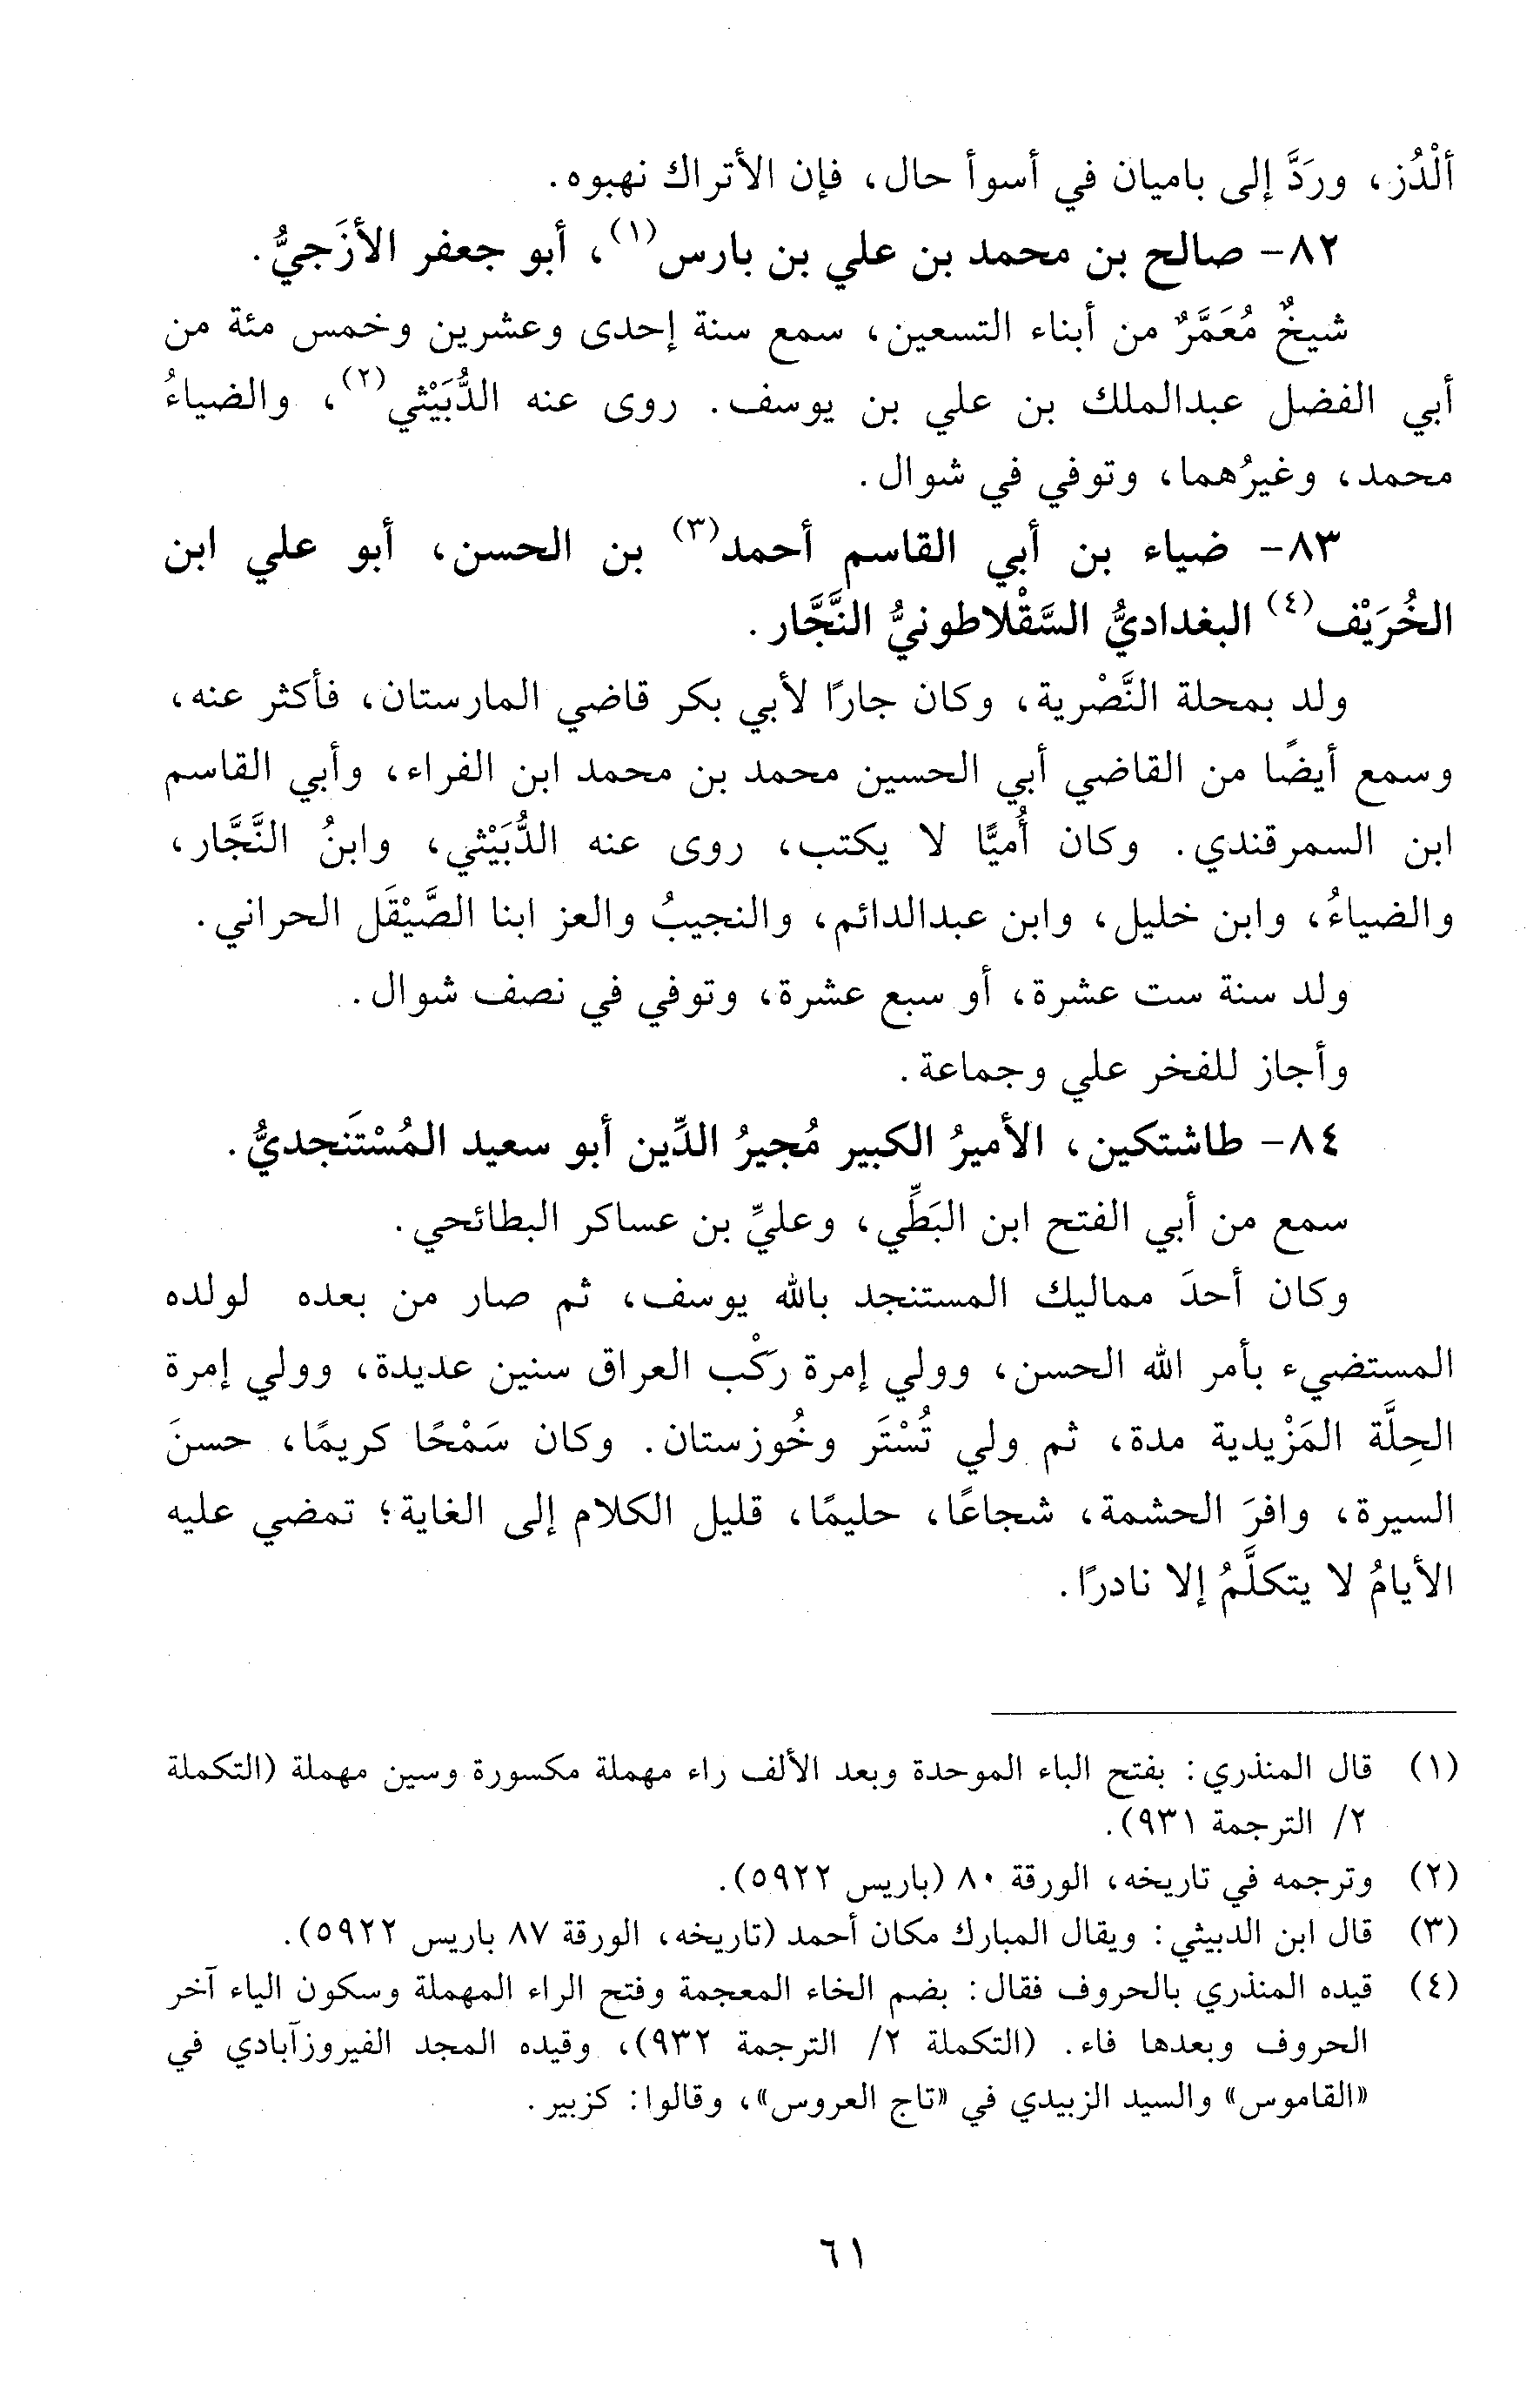 ألْدُز، ورَدَّ إلى باميان في أسوأ حال، فإن الأتراك نهبوه.
٨٢- صالح بن محمد بن علي بن بارس(١)، أبو جعفر الأزَجيُّ.
شيخٌ مُعَمَّرٌ من أبناء التسعين، سمع سنة إحدى وعشرين وخمس مئة من
أبي الفضل عبدالملك بن علي بن يوسف. روى عنه الدُّبَيْثي(٢)، والضياءُ
محمد، وغيرُهما، وتوفي في شوال.
٨٣- ضياء بن أبي القاسم أحمد(٣) بن الحسن، أبو علي ابن
الخُرَيْف(٤) البغداديُّ السَّقْلاطونيُّ النَّجَّار.
ولد بمحلة النَّصْرية، وكان جارًا لأبي بكر قاضي المارستان، فأكثر عنه،
وسمع أيضًا من القاضي أبي الحسين محمد بن محمد ابن الفراء، وأبي القاسم
ابن السمرقندي. وكان أُميًّا لا يكتب، روى عنه الدُّبَيْثي، وابنُ النَّجَّار،
والضياءُ، وابن خليل، وابن عبدالدائم، والنجيبُ والعز ابنا الصَّيْقَل الحراني.
ولد سنة ست عشرة، أو سبع عشرة، وتوفي في نصف شوال.
وأجاز للفخر علي وجماعة.
٨٤- طاشتكين، الأميرُ الكبير مُجيرُ الدِّين أبو سعيد المُسْتَنجديُّ.
سمع من أبي الفتح ابن البَطِّي، وعليِّ بن عساكر البطائحي.
وكان أحدَ مماليك المستنجد بالله يوسف، ثم صار من بعده لولده
المستضيء بأمر الله الحسن، وولي إمرة ركْب العراق سنين عديدة، وولي إمرة
الحِلَّة المَزْيدية مدة، ثم ولي تُسْتَر وخُوزستان. وكان سَمْحًا كريمًا، حسنَ
السيرة، وافرَ الحشمة، شجاعًا، حليمًا، قليل الكلام إلى الغاية؛ تمضي عليه
الأيامُ لا يتكلَّمُ إلا نادرًا.
(١) قال المنذري: بفتح الباء الموحدة وبعد الألف راء مهملة مكسورة وسين مهملة (التكملة
٢/ الترجمة ٩٣١).
(٢) وترجمه في تاريخه، الورقة ٨٠ (باريس ٥٩٢٢).
(٣) قال ابن الدبيثي: ويقال المبارك مكان أحمد (تاريخه، الورقة ٨٧ باريس ٥٩٢٢).
(٤) قيده المنذري بالحروف فقال: بضم الخاء المعجمة وفتح الراء المهملة وسكون الياء آخر
الحروف وبعدها فاء. (التكملة ٢/ الترجمة ٩٣٢)، وقيده المجد الفيروزآبادي في
«القاموس» والسيد الزبيدي في «تاج العروس»، وقالوا: كزبير.
٦١